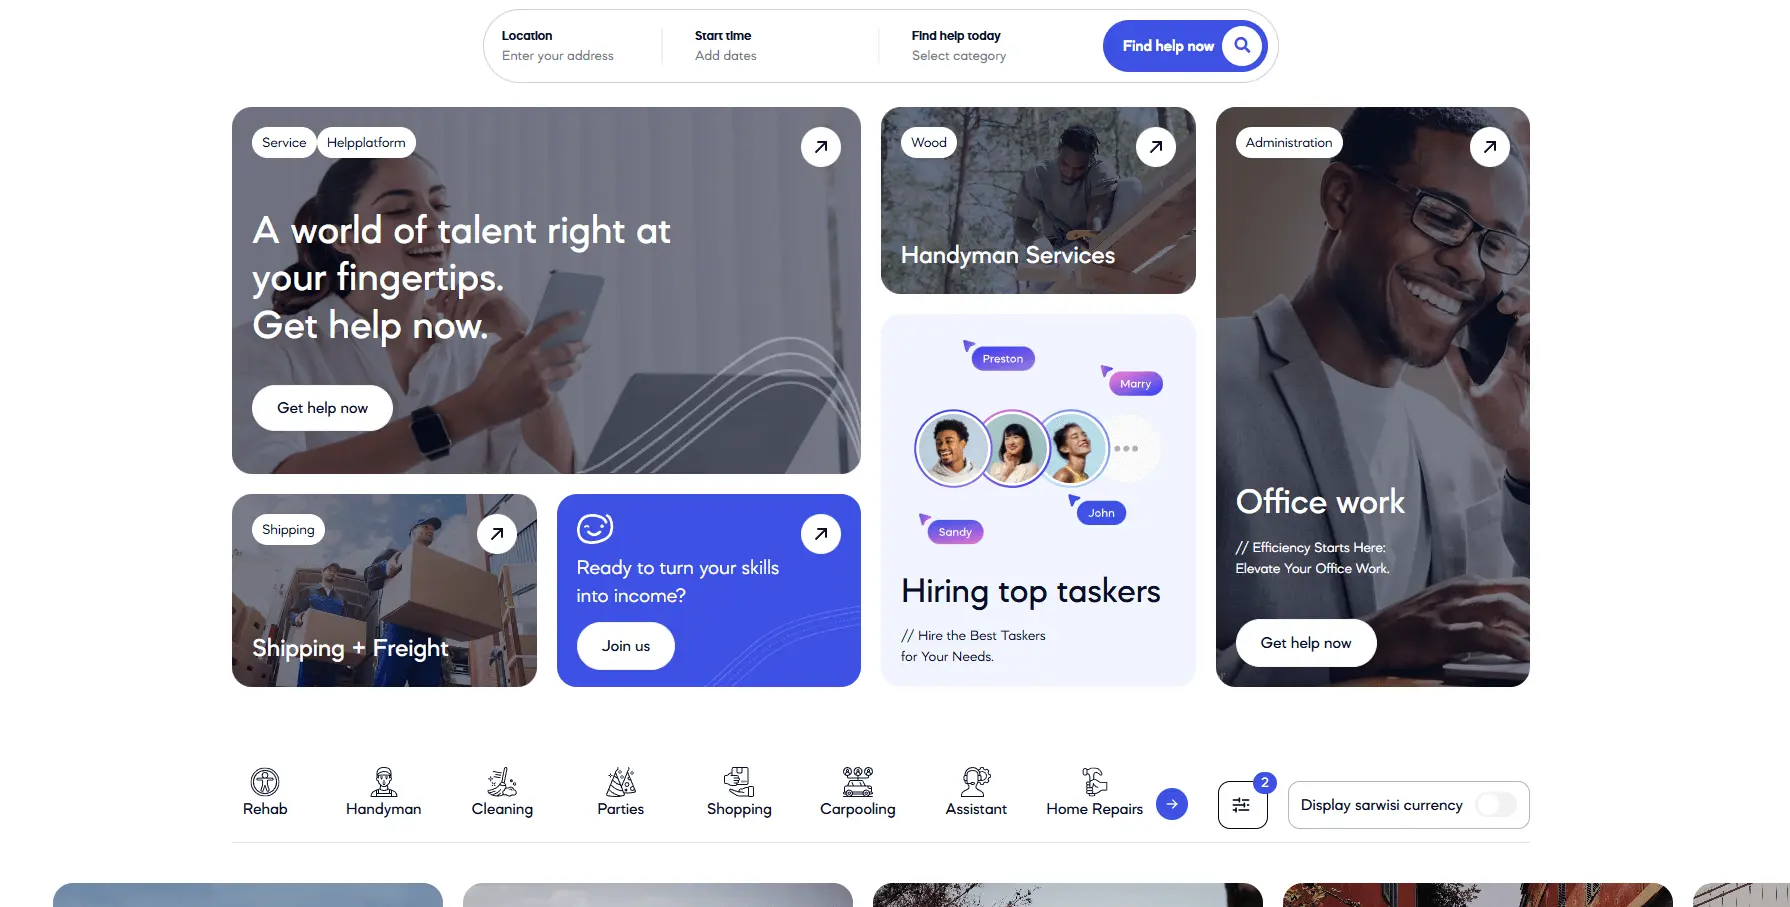 Location
Enter your address
Start time
Add dates
Find help today
Select category
Find help now
Service
Helpplatform
A world of talent right at
your fingertips.
Get help now.
Get help now
Wood
Handyman Services
Administration
Office work
// Efficiency Starts Here:
Elevate Your Office Work.
Get help now
Preston
Marry
John
Sandy
Hiring top taskers
// Hire the Best Taskers
for Your Needs.
Shipping
Shipping + Freight
Ready to turn your skills
into income?
Join us
Rehab
Handyman
Cleaning
Parties
Shopping
Carpooling
Assistant
Home Repairs
2
Display sarwisi currency